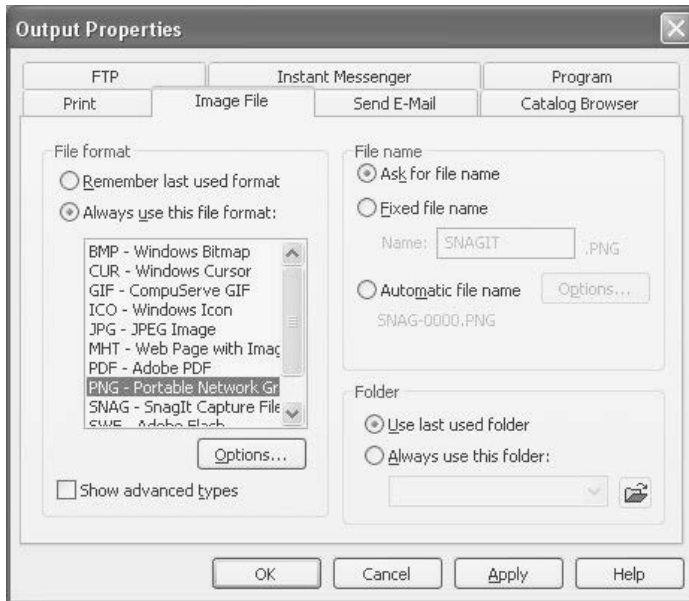 Output Properties
FTP Instant Messenger Program
Print Image File Send E-Mail Catalog Browser
File format
Remember last used format
Always use this file format:
BMP - Windows Bitmap
CUR - Windows Cursor
GIF - CompuServe GIF
ICO - Windows Icon
JPG - JPEG Image
MHT - Web Page with Imag
PDF - Adobe PDF
PNG - Portable Network Gr
SNAG - SnagIt Capture File
SWF - Adobe Flash
Options...
Show advanced types
File name
Ask for file name
Fixed file name
Name: SNAGIT .PNG
Automatic file name Options...
SNAG-0000.PNG
Folder
Use last used folder
Always use this folder:
OK Cancel Apply Help